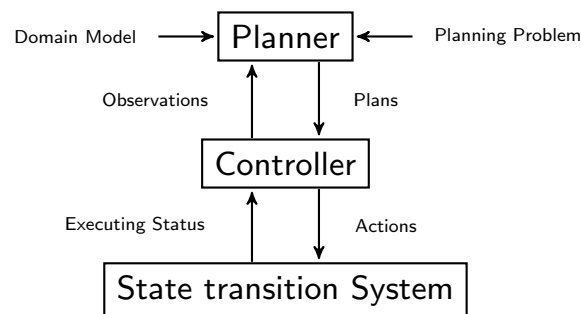 Domain Model
Planner
Planning Problem
Observations
Plans
Controller
Executing Status
Actions
State transition System